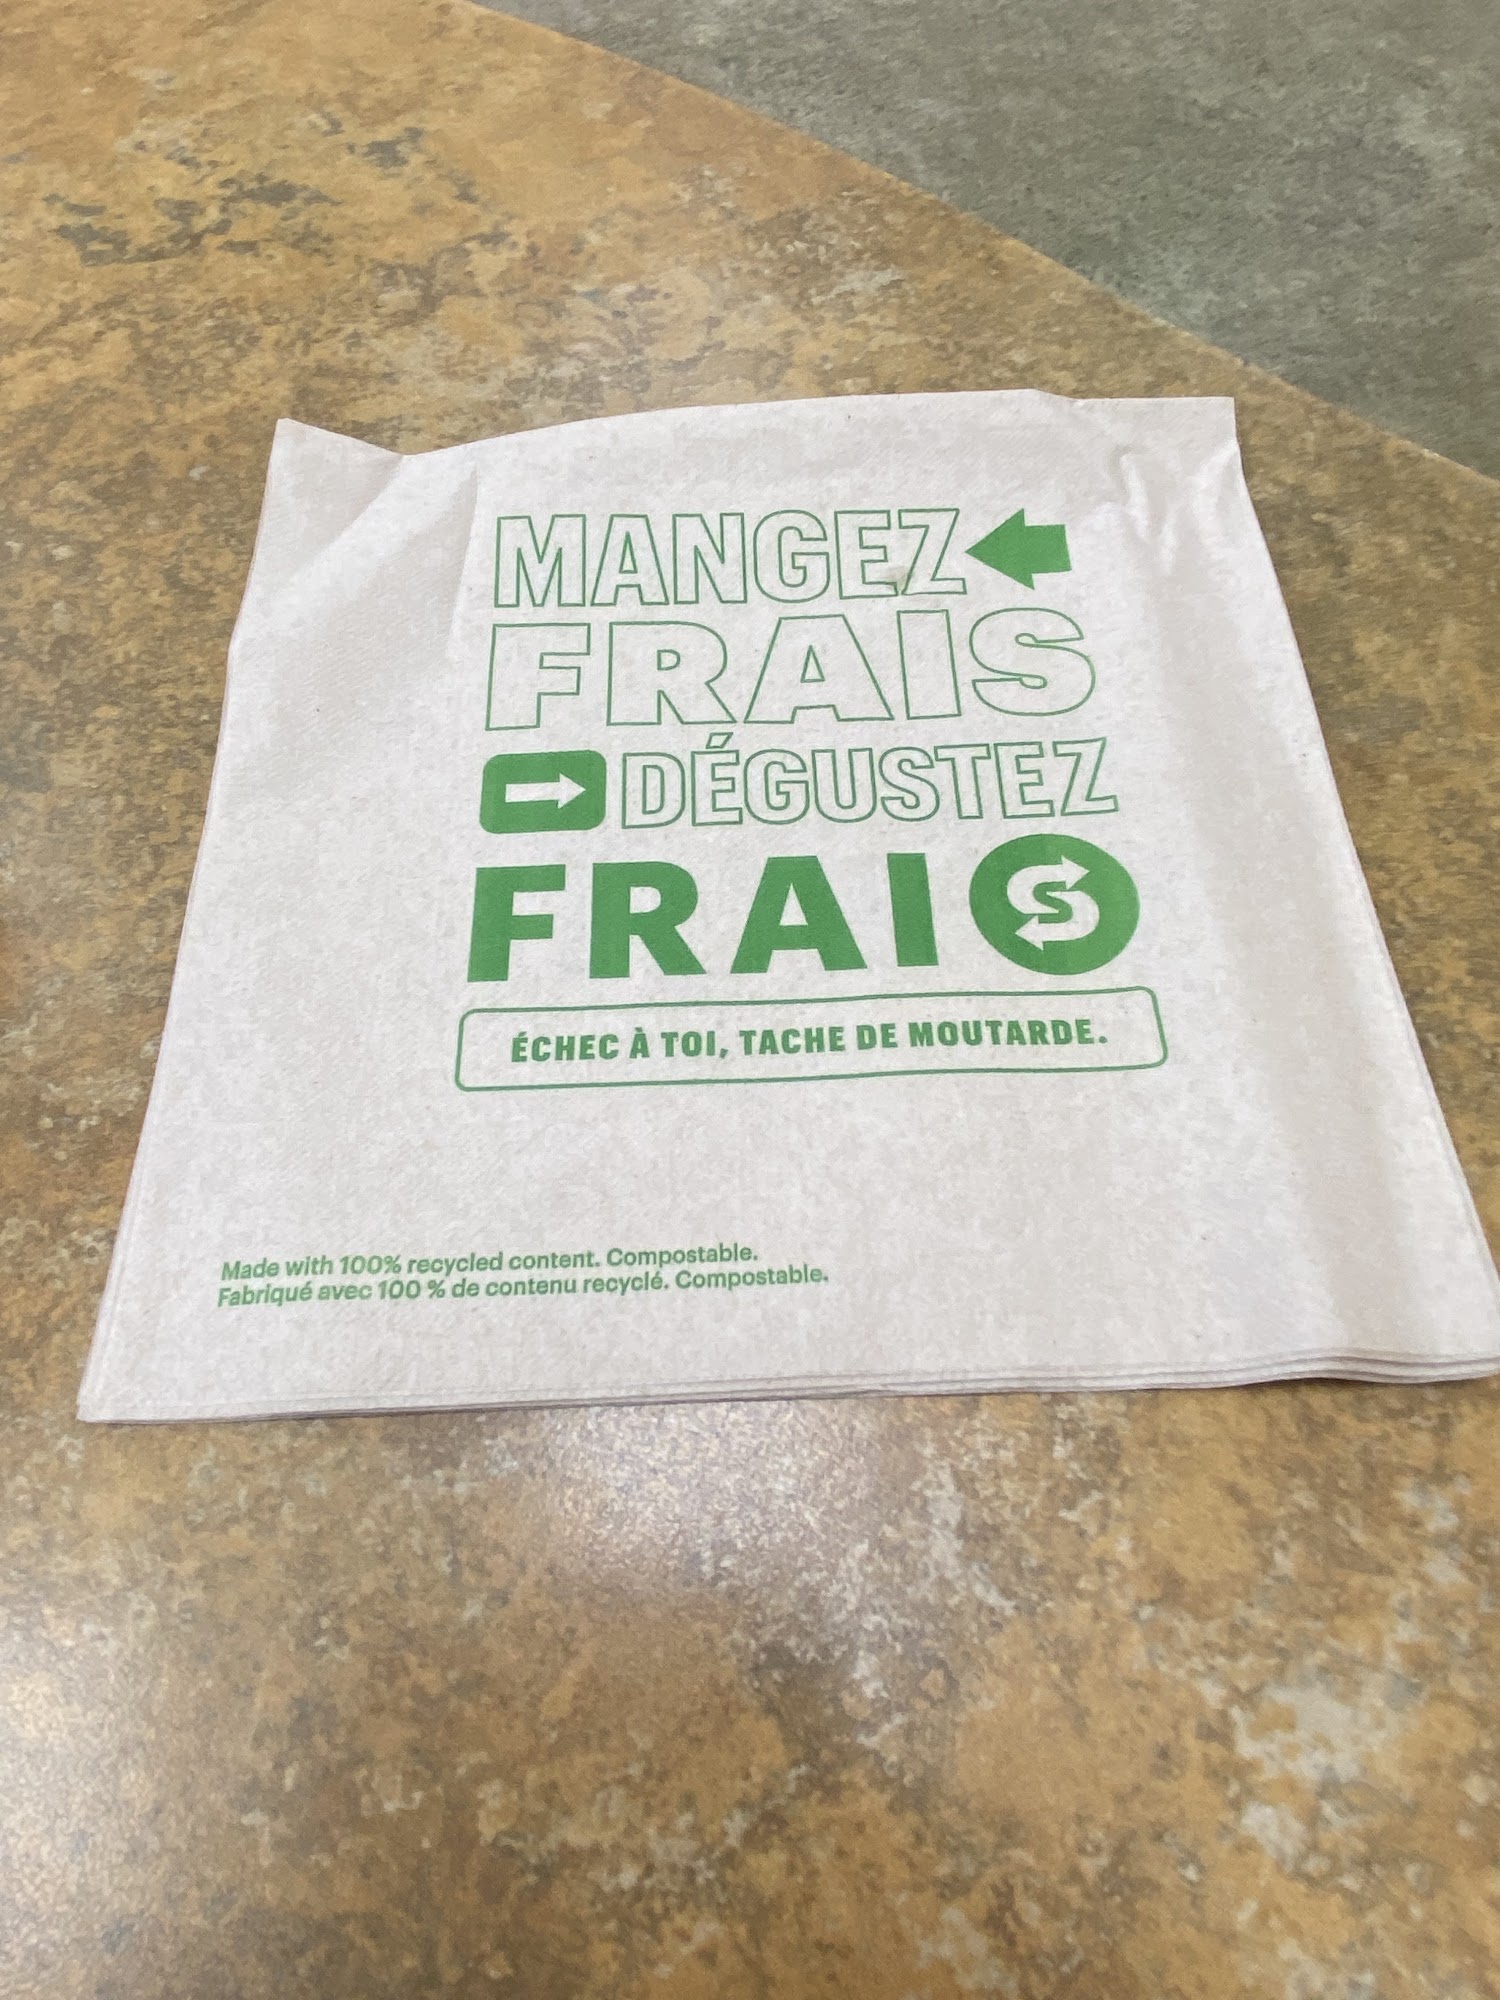 MANGEZ
FRAIS
DÉGUSTEZ
FRAIS
ÉCHEC À TOI, TACHE DE MOUTARDE.
Made with 100% recycled content. Compostable.
Fabriqué avec 100 % de contenu recyclé. Compostable.